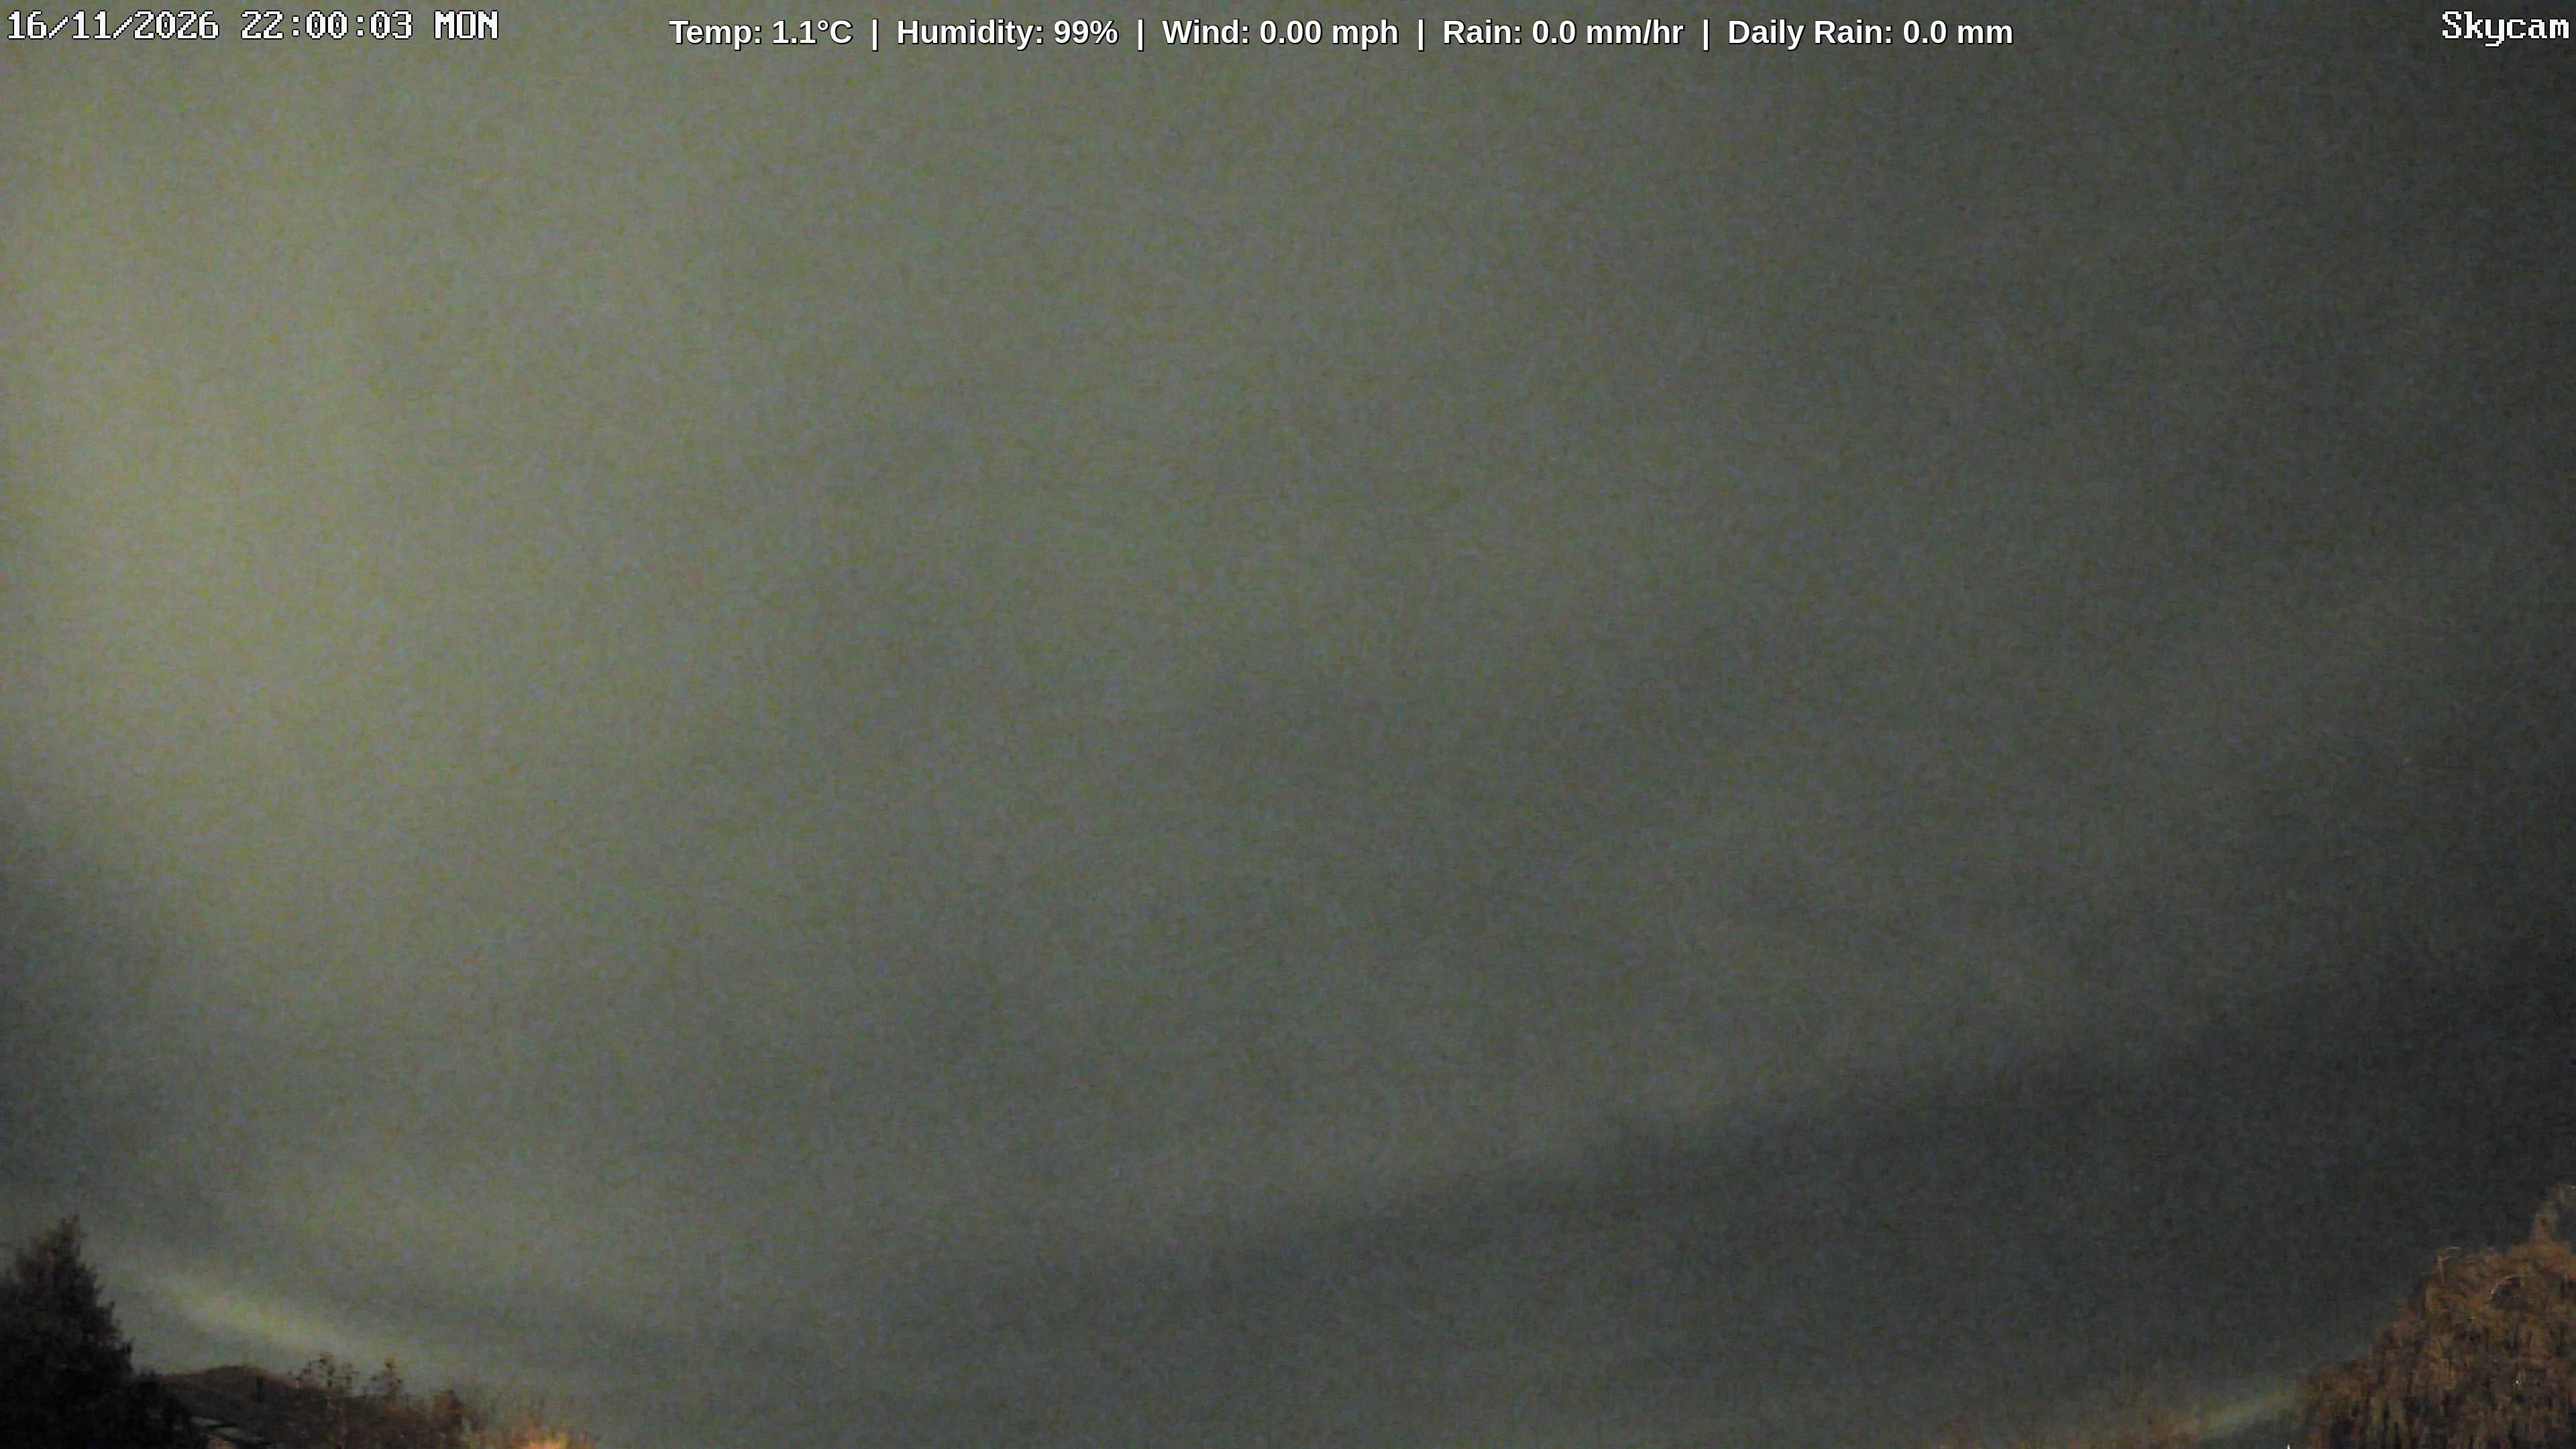 16/11/2026 22:00:03 MON
Temp: 1.1°C | Humidity: 99% | Wind: 0.00 mph | Rain: 0.0 mm/hr | Daily Rain: 0.0 mm
Skycam